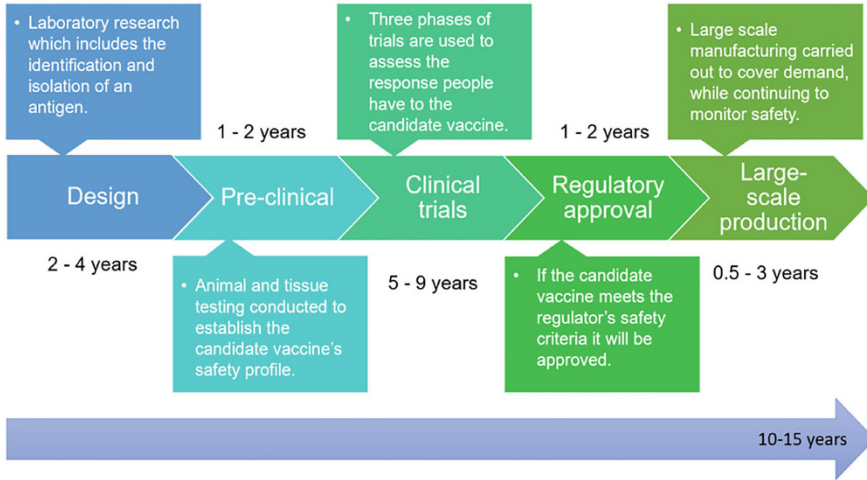 • Laboratory research
which includes the
identification and
isolation of an
antigen.
• Three phases of
trials are used to
assess the
response people
have to the
candidate vaccine.
• Large scale
manufacturing carried
out to cover demand,
while continuing to
monitor safety.
1 - 2 years
1 - 2 years
Design
Pre-clinical
Clinical
trials
Regulatory
approval
Large-
scale
production
2 - 4 years
• Animal and tissue
testing conducted to
establish the
candidate vaccine's
safety profile.
5 - 9 years
• If the candidate
vaccine meets the
regulator's safety
criteria it will be
approved.
0.5 - 3 years
10-15 years